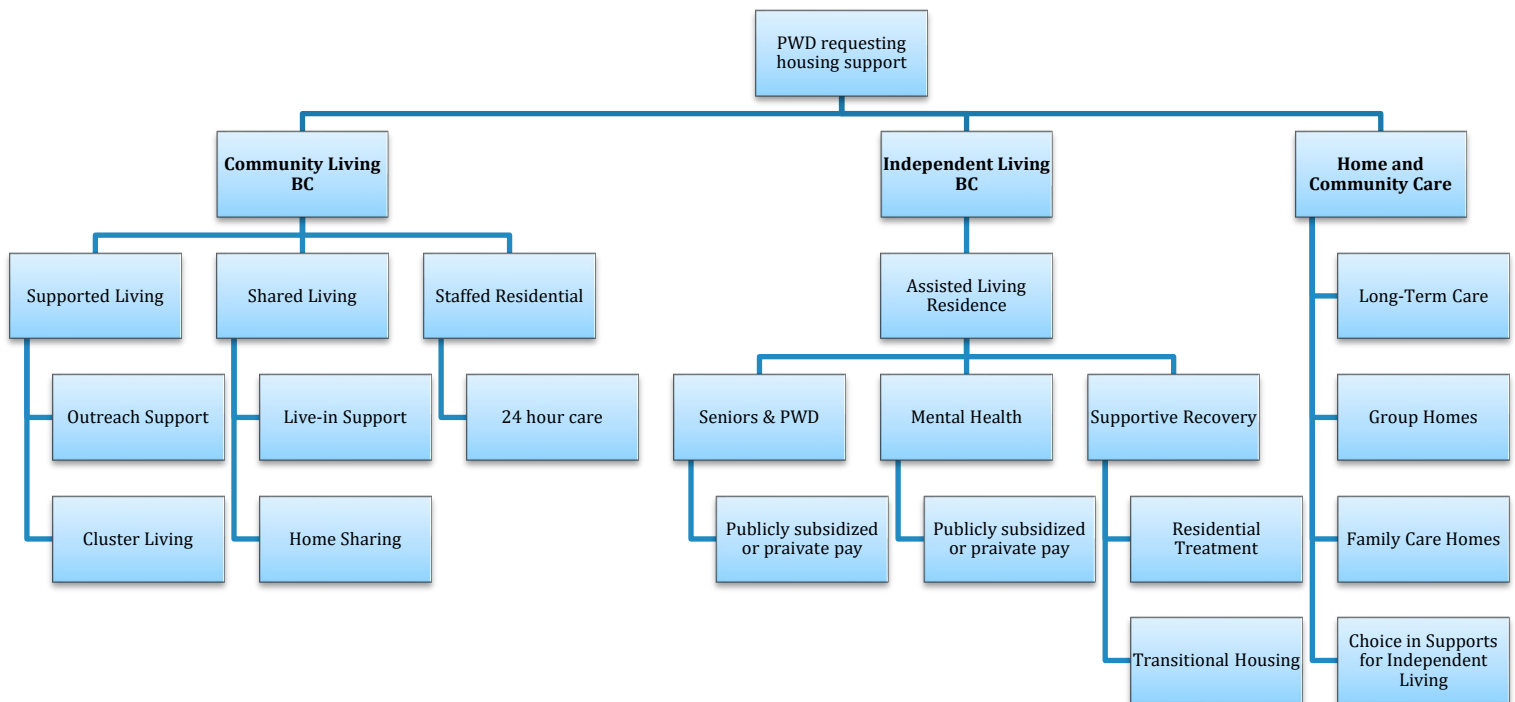 PWD requesting
housing support
Community Living
BC
Independent Living
BC
Home and
Community Care
Supported Living
Shared Living
Staffed Residential
Assisted Living
Residence
Long-Term Care
Outreach Support
Live-in Support
24 hour care
Seniors & PWD
Mental Health
Supportive Recovery
Group Homes
Cluster Living
Home Sharing
Publicly subsidized
or praivate pay
Publicly subsidized
or praivate pay
Residential
Treatment
Family Care Homes
Transitional Housing
Choice in Supports
for Independent
Living